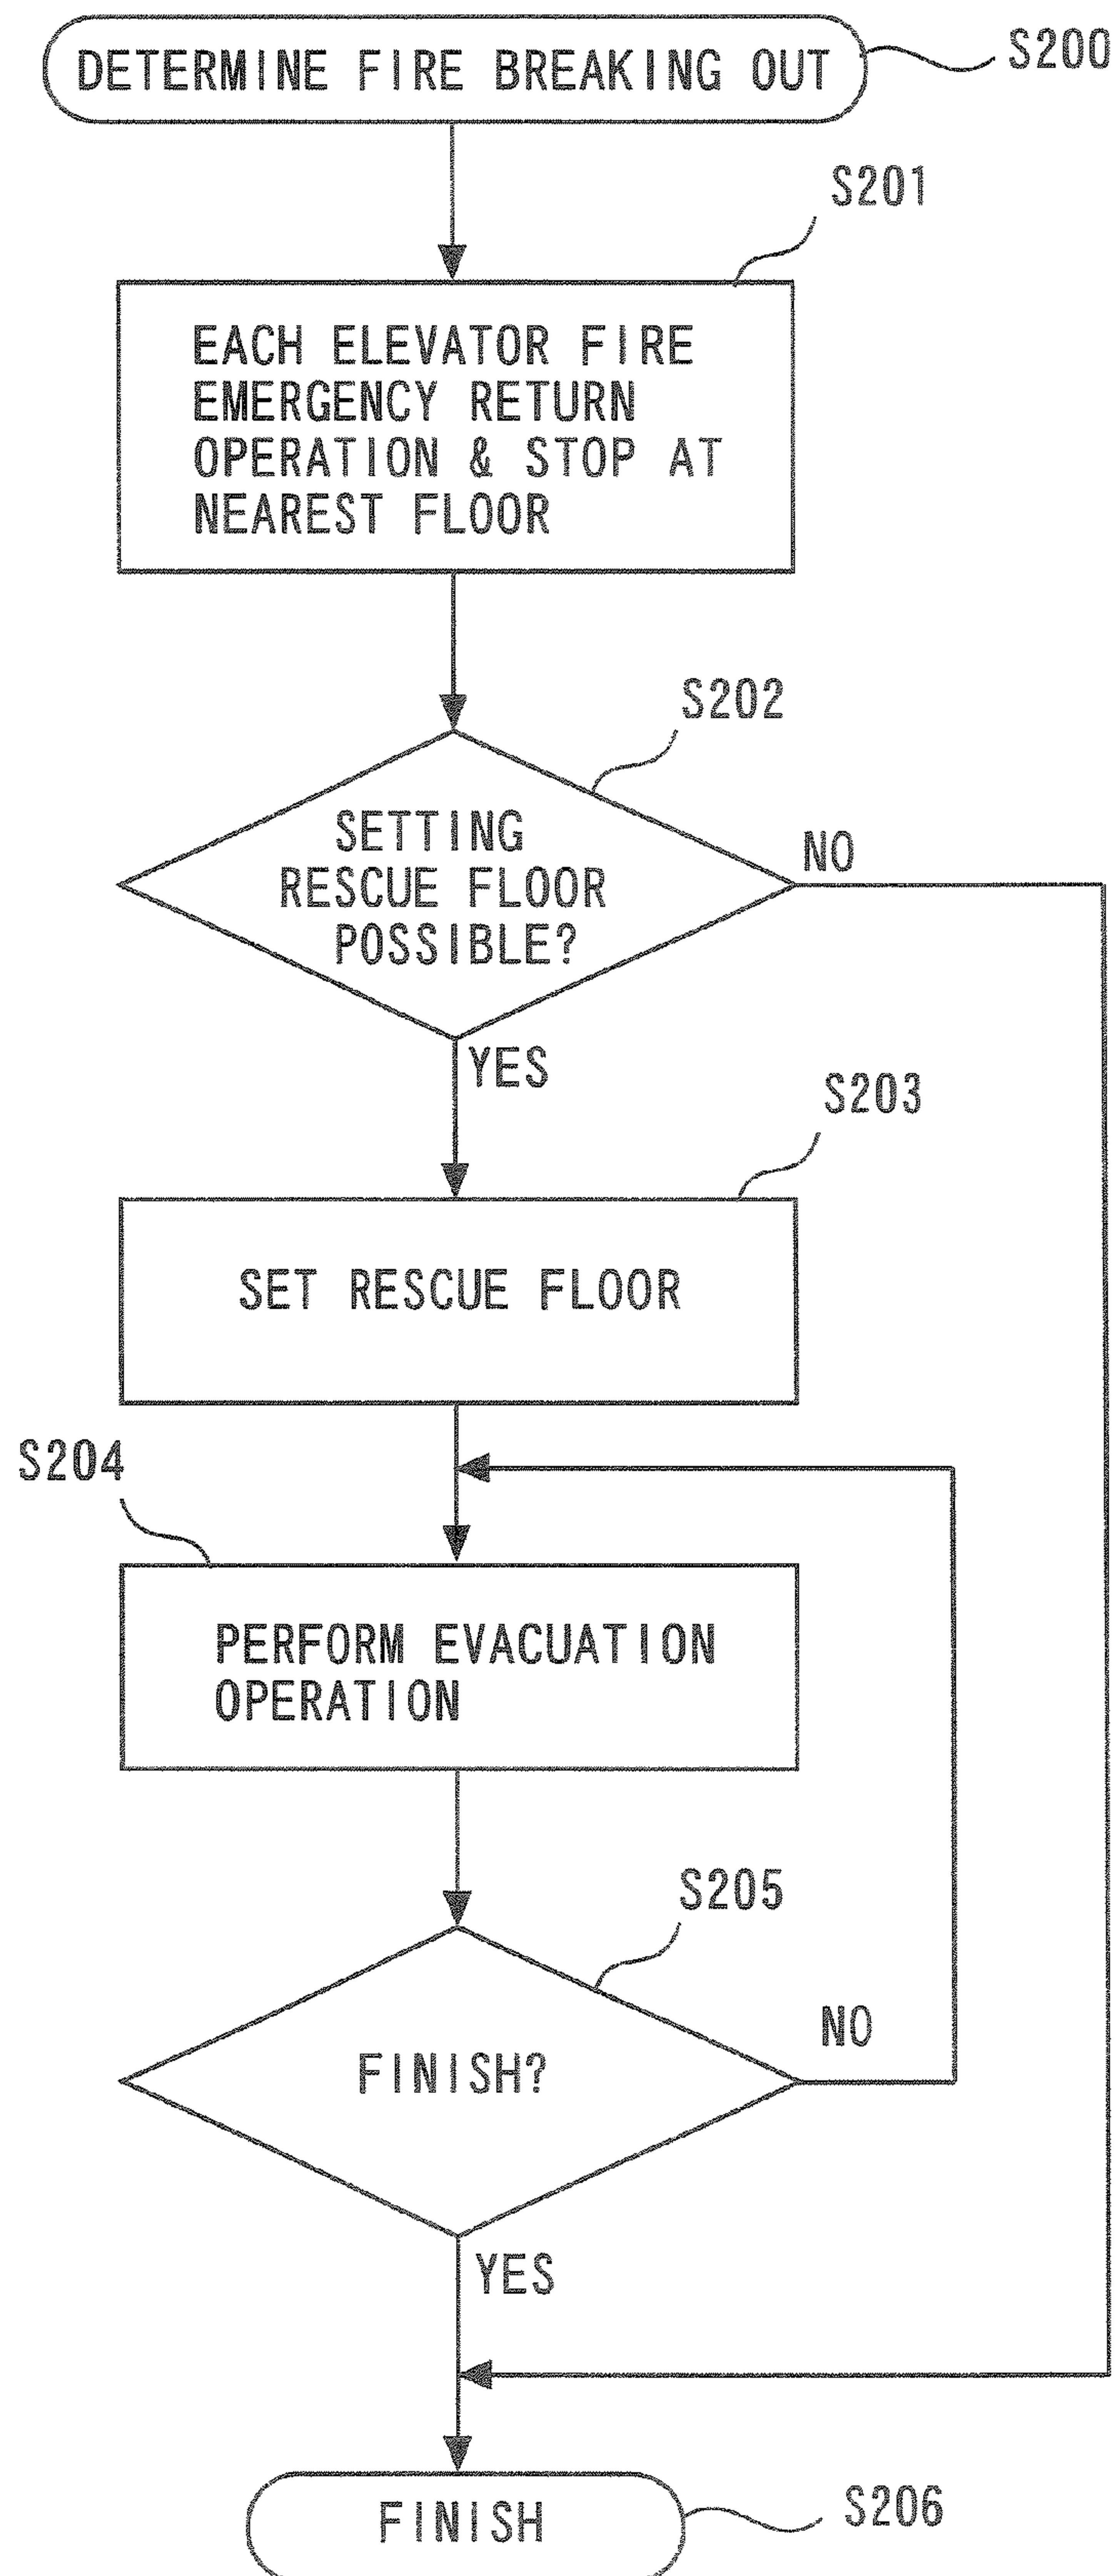 DETERMINE FIRE BREAKING OUT
S200
S201
EACH ELEVATOR FIRE
EMERGENCY RETURN
OPERATION & STOP AT
NEAREST FLOOR
S202
SETTING
RESCUE FLOOR
POSSIBLE?
NO
YES
S203
SET RESCUE FLOOR
S204
PERFORM EVACUATION
OPERATION
S205
FINISH?
NO
YES
FINISH
S206